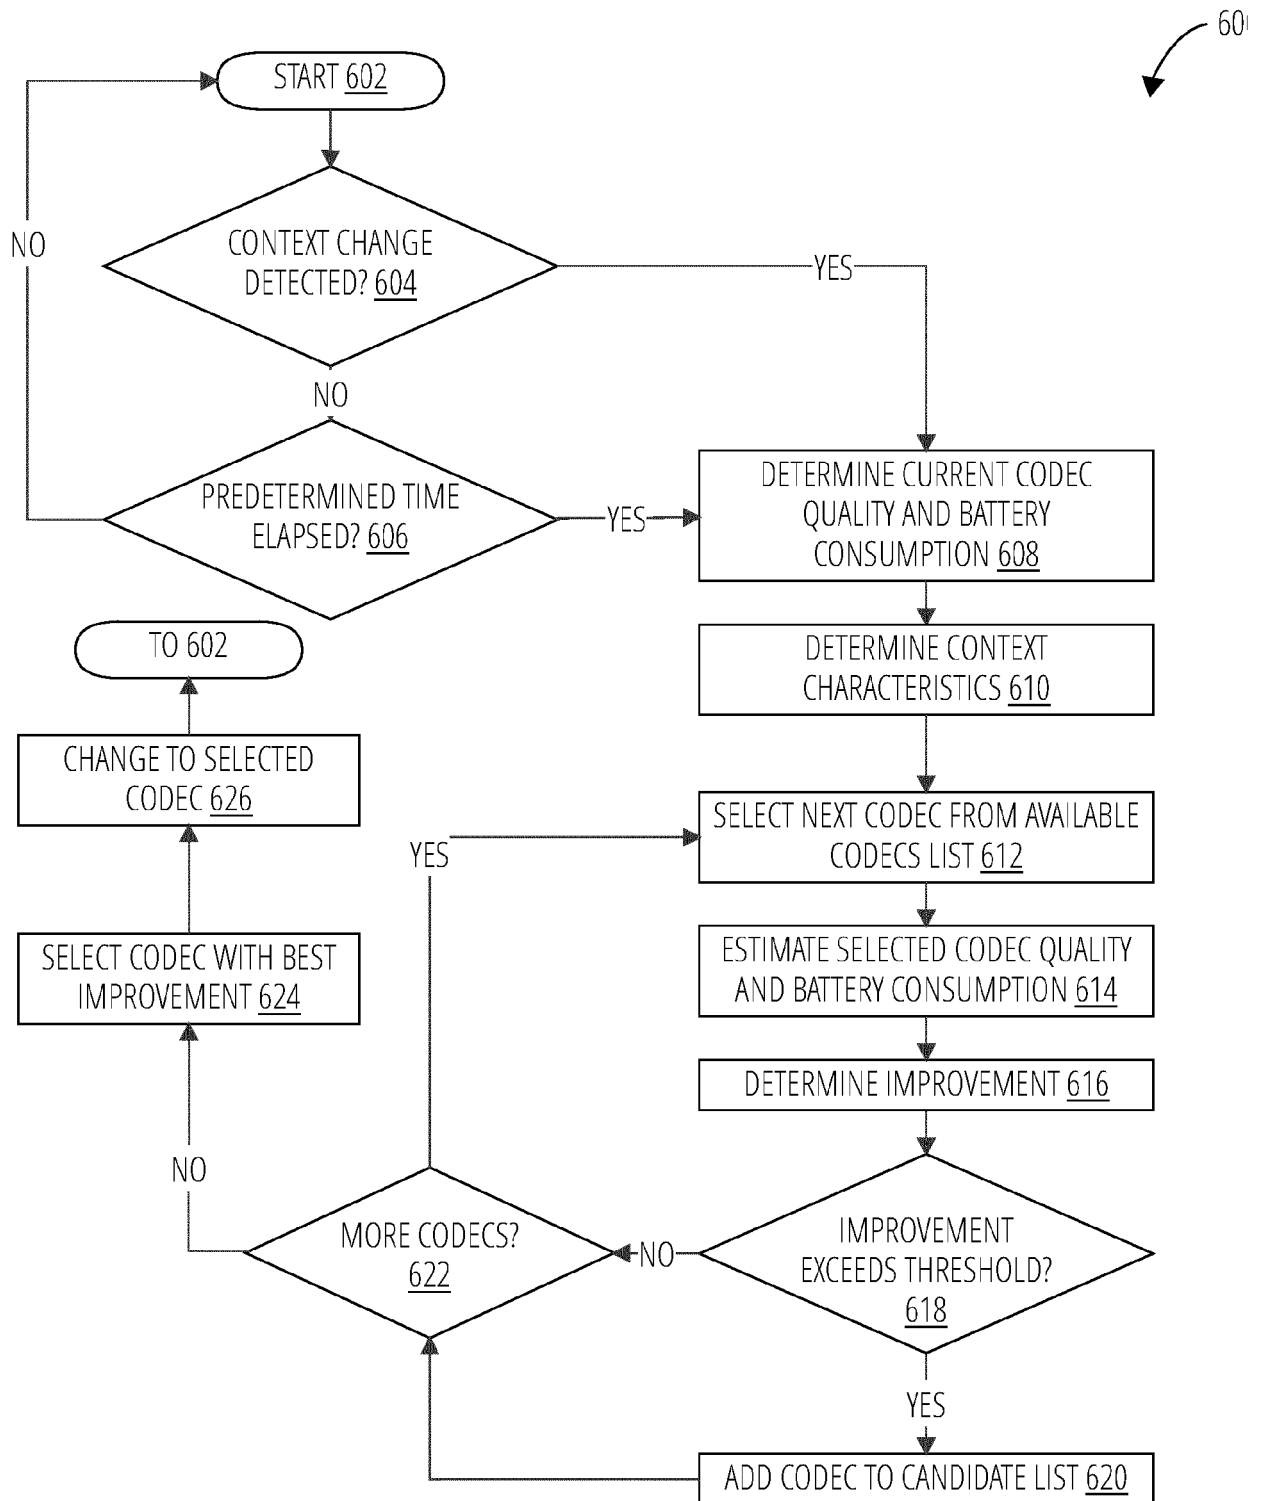 60
START 602
CONTEXT CHANGE
DETECTED? 604
YES
NO
NO
PREDETERMINED TIME
ELAPSED? 606
YES
DETERMINE CURRENT CODEC
QUALITY AND BATTERY
CONSUMPTION 608
TO 602
DETERMINE CONTEXT
CHARACTERISTICS 610
CHANGE TO SELECTED
CODEC 626
SELECT NEXT CODEC FROM AVAILABLE
CODECS LIST 612
YES
SELECT CODEC WITH BEST
IMPROVEMENT 624
ESTIMATE SELECTED CODEC QUALITY
AND BATTERY CONSUMPTION 614
DETERMINE IMPROVEMENT 616
NO
MORE CODECS?
622
NO
IMPROVEMENT
EXCEEDS THRESHOLD?
618
YES
ADD CODEC TO CANDIDATE LIST 620